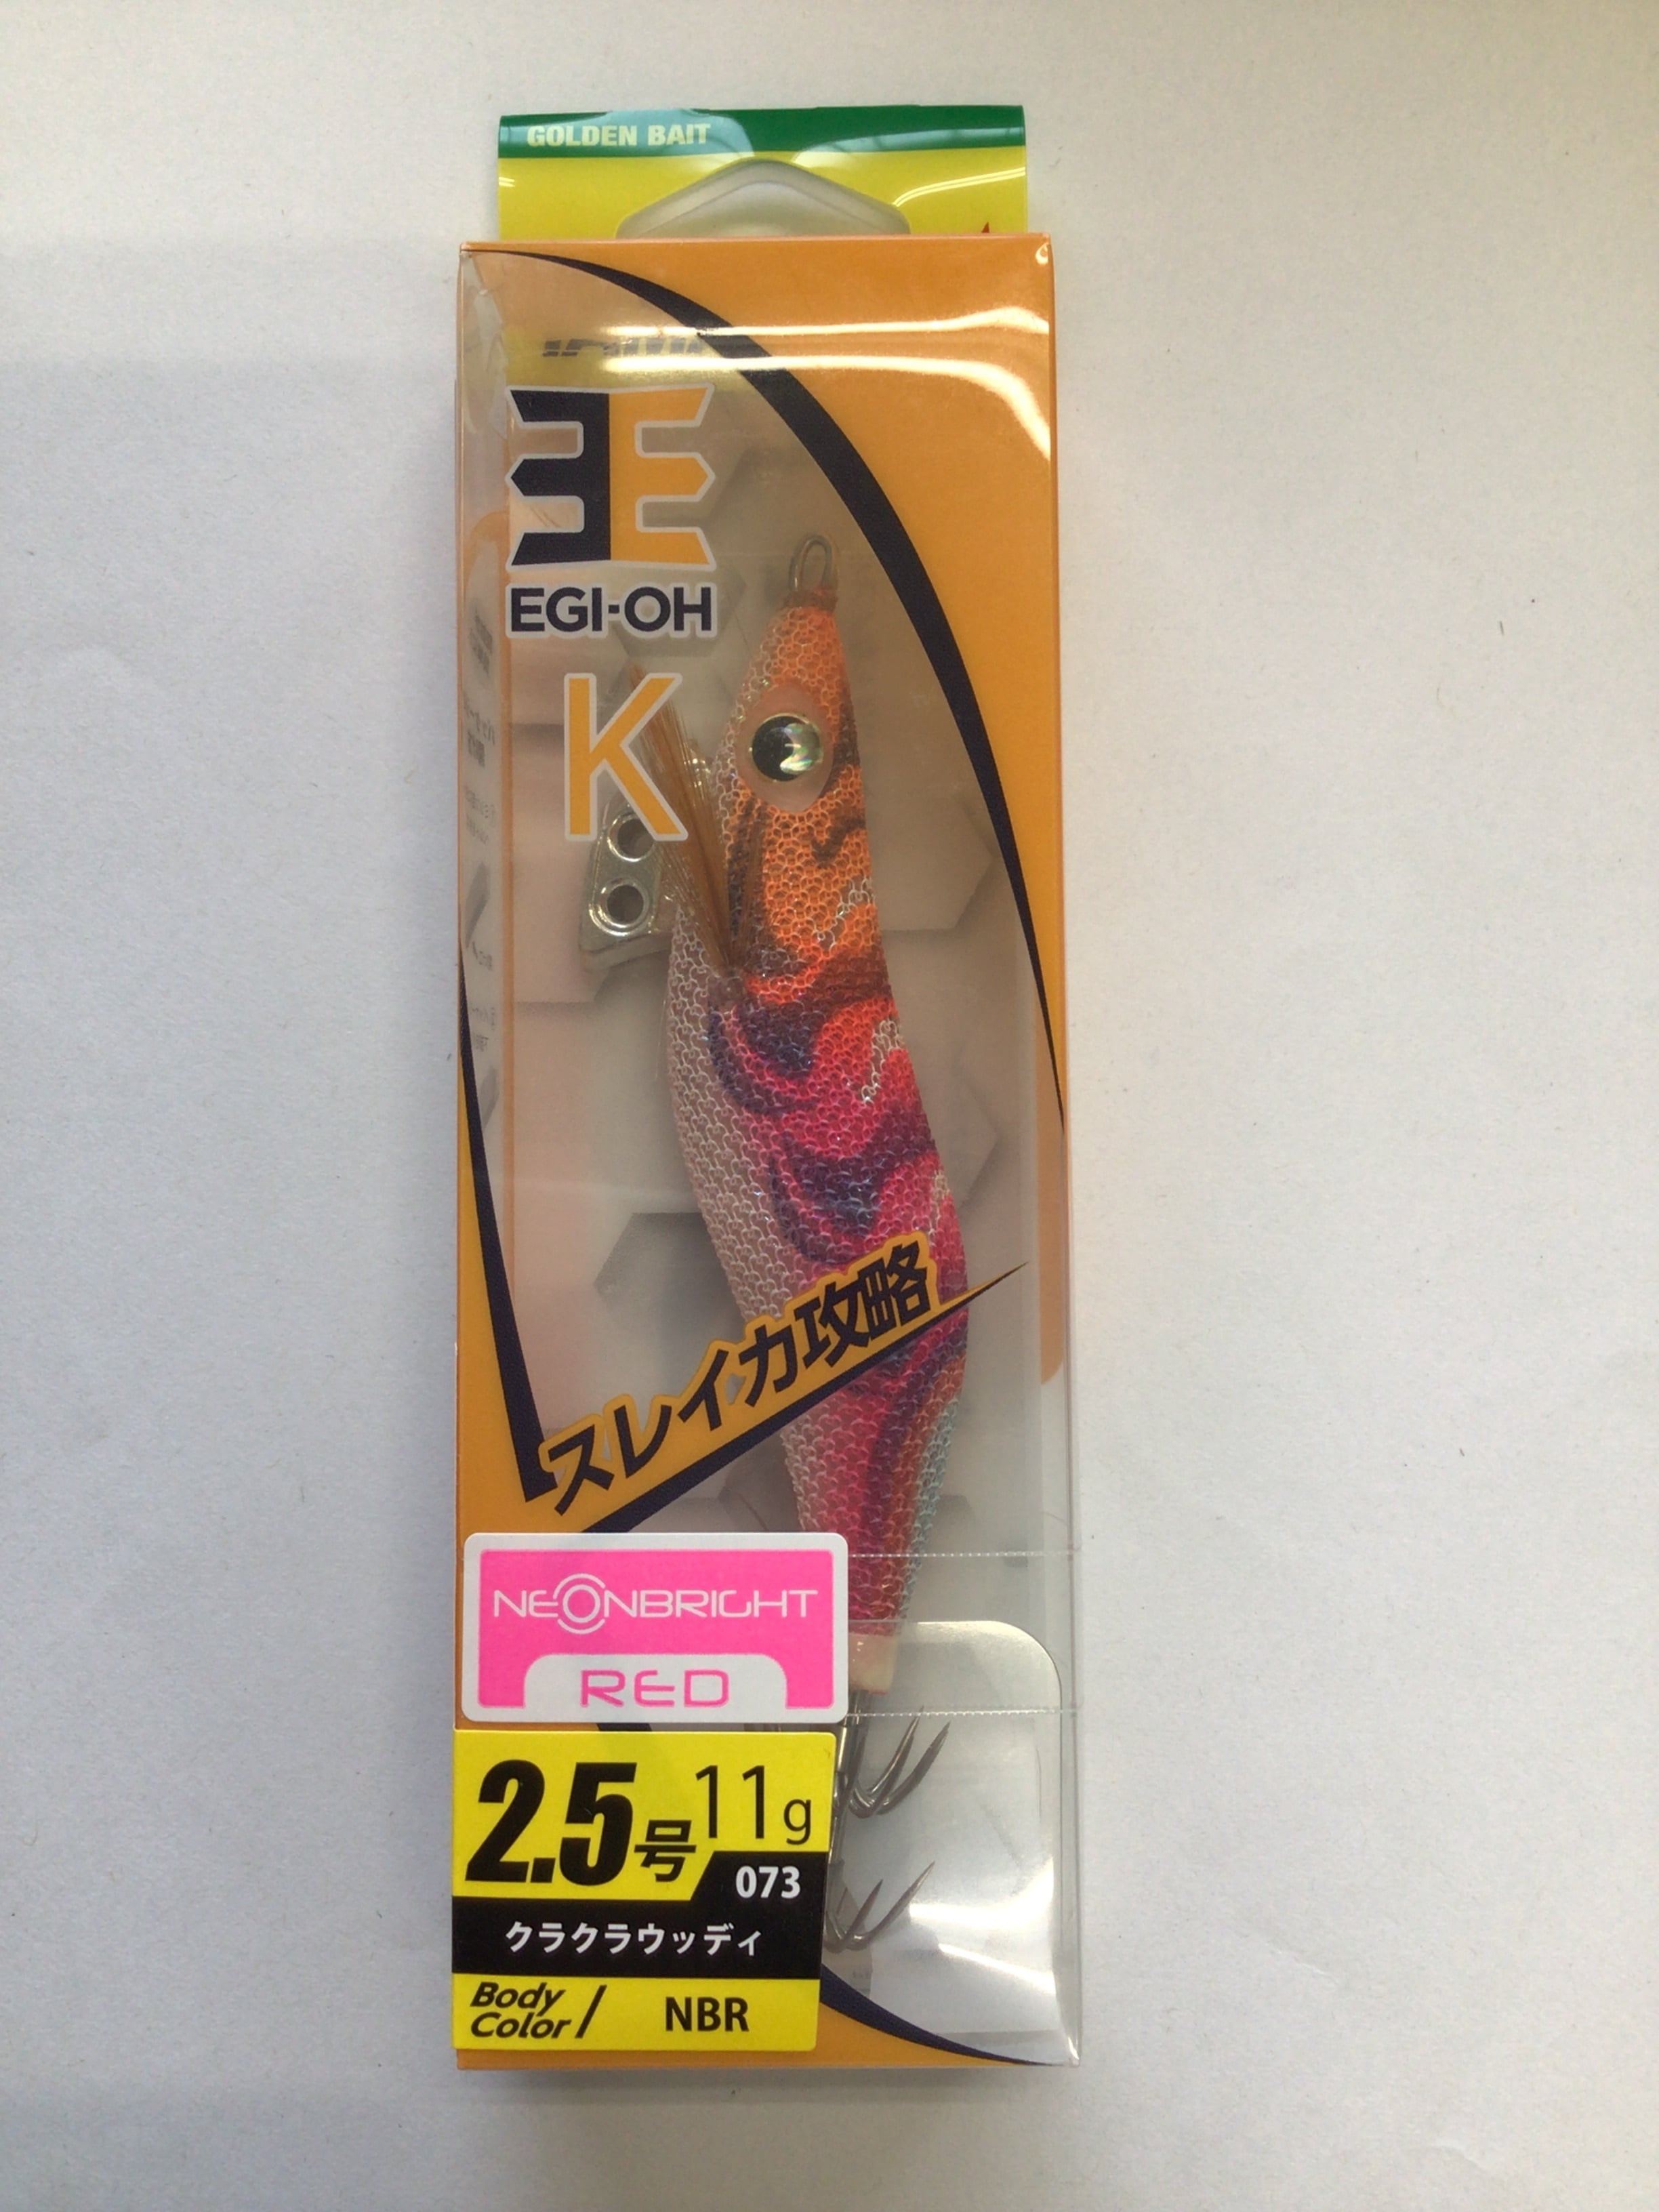 GOLDEN BAIT
EGI-OH
K
スレイカ攻略
NEONBRIGHT
RED
2.5号 11g
073
クラクラウッディ
Body Color / NBR